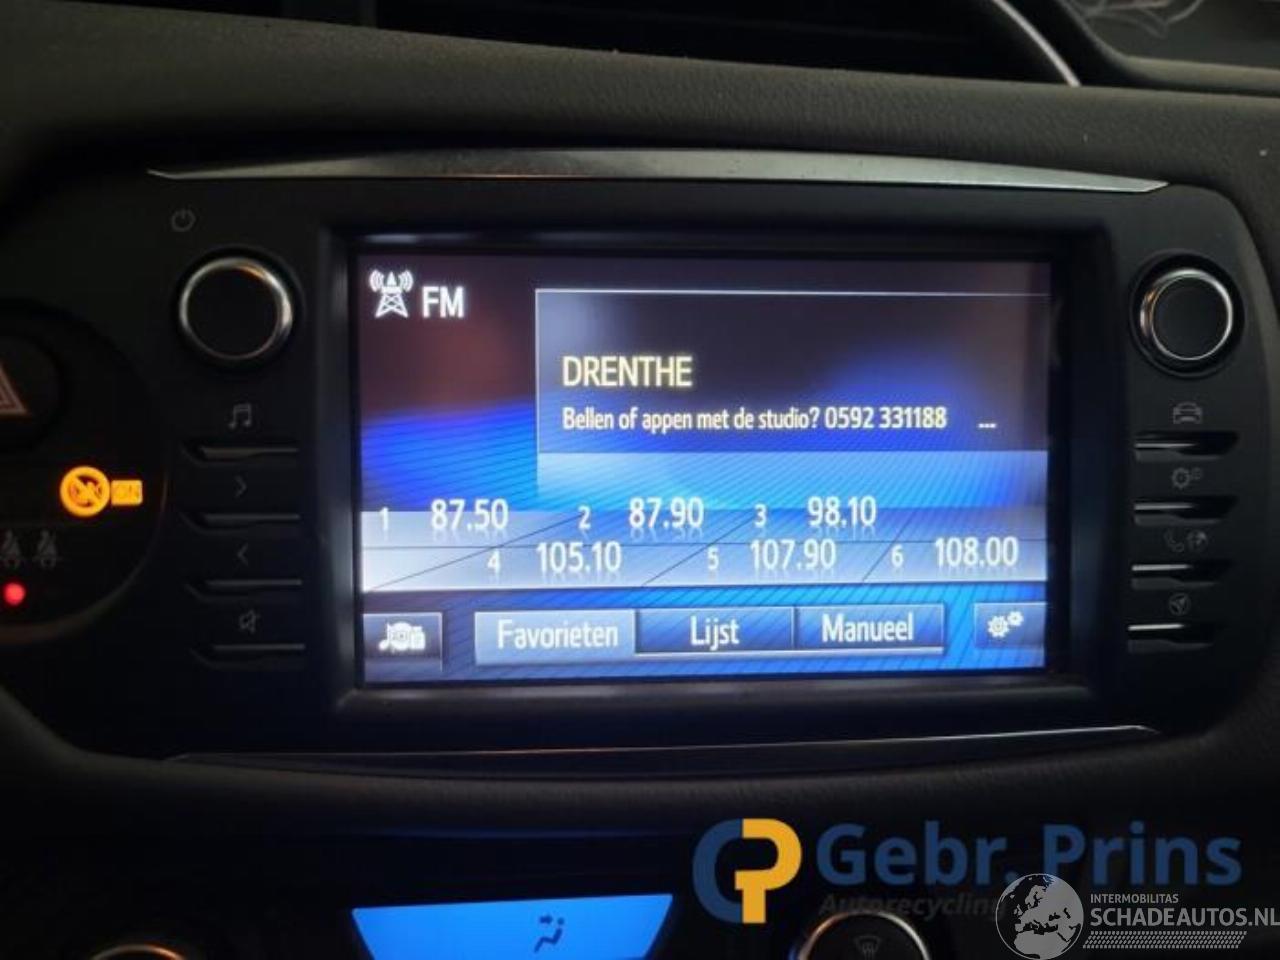 FM
DRENTHE
Bellen of appen met de studio? 0592 331188 ...
1 87.50 2 87.90 3 98.10
4 105.10 5 107.90 6 108.00
Favorieten Lijst Manueel
ON
Gebr. Prins
Autorecycling
INTERMOBILITAS
SCHADEAUTOS.NL